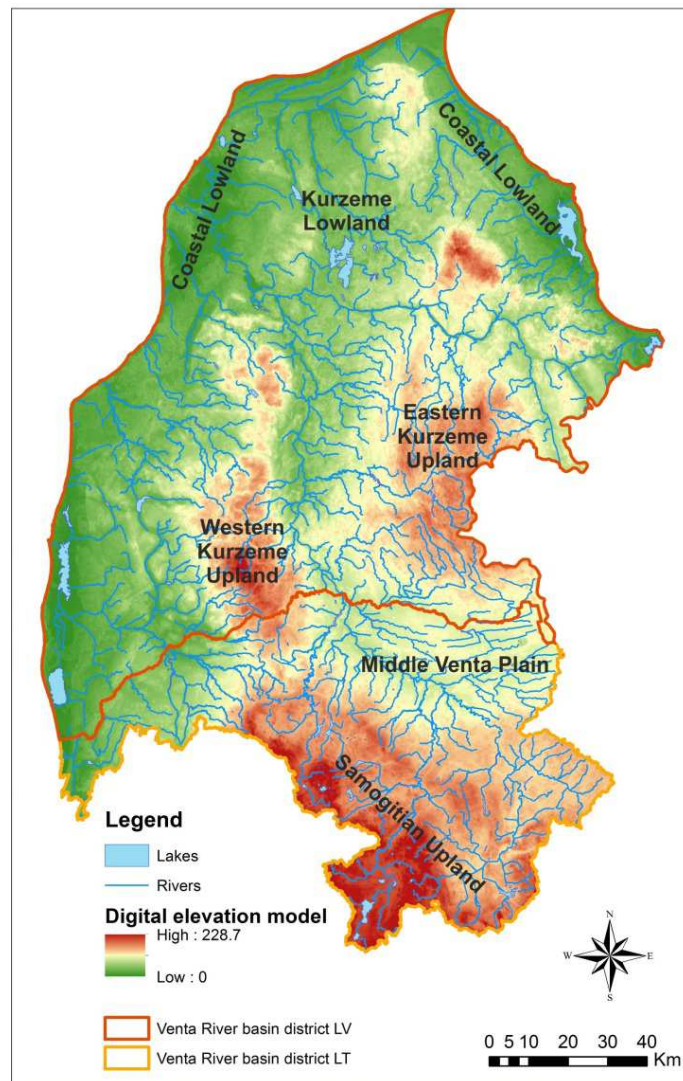 Coastal Lowland
Coastal Lowland
Kurzeme
Lowland
Eastern
Kurzeme
Upland
Western
Kurzeme
Upland
Middle Venta Plain
Samogitian Upland
Legend
Lakes
Rivers
Digital elevation model
High : 228.7
Low : 0
Venta River basin district LV
Venta River basin district LT
N
W E
S
0 5 10 20 30 40
Km